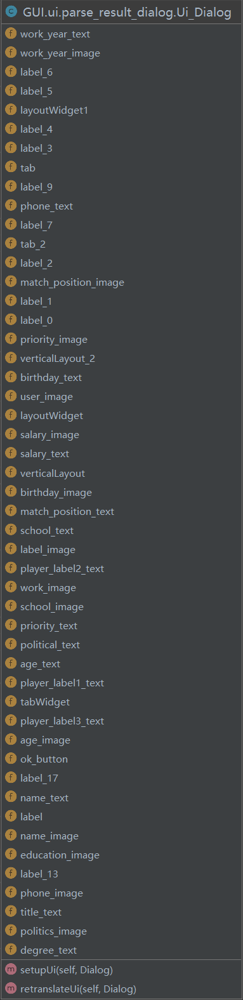 C GUI.ui.parse_result_dialog.Ui_Dialog
f work_year_text
f work_year_image
f label_6
f label_5
f layoutWidget1
f label_4
f label_3
f tab
f label_9
f phone_text
f label_7
f tab_2
f label_2
f match_position_image
f label_1
f label_0
f priority_image
f verticalLayout_2
f birthday_text
f user_image
f layoutWidget
f salary_image
f salary_text
f verticalLayout
f birthday_image
f match_position_text
f school_text
f label_image
f player_label2_text
f work_image
f school_image
f priority_text
f political_text
f age_text
f player_label1_text
f tabWidget
f player_label3_text
f age_image
f ok_button
f label_17
f name_text
f label
f name_image
f education_image
f label_13
f phone_image
f title_text
f politics_image
f degree_text
m setupUi(self, Dialog)
m retranslateUi(self, Dialog)